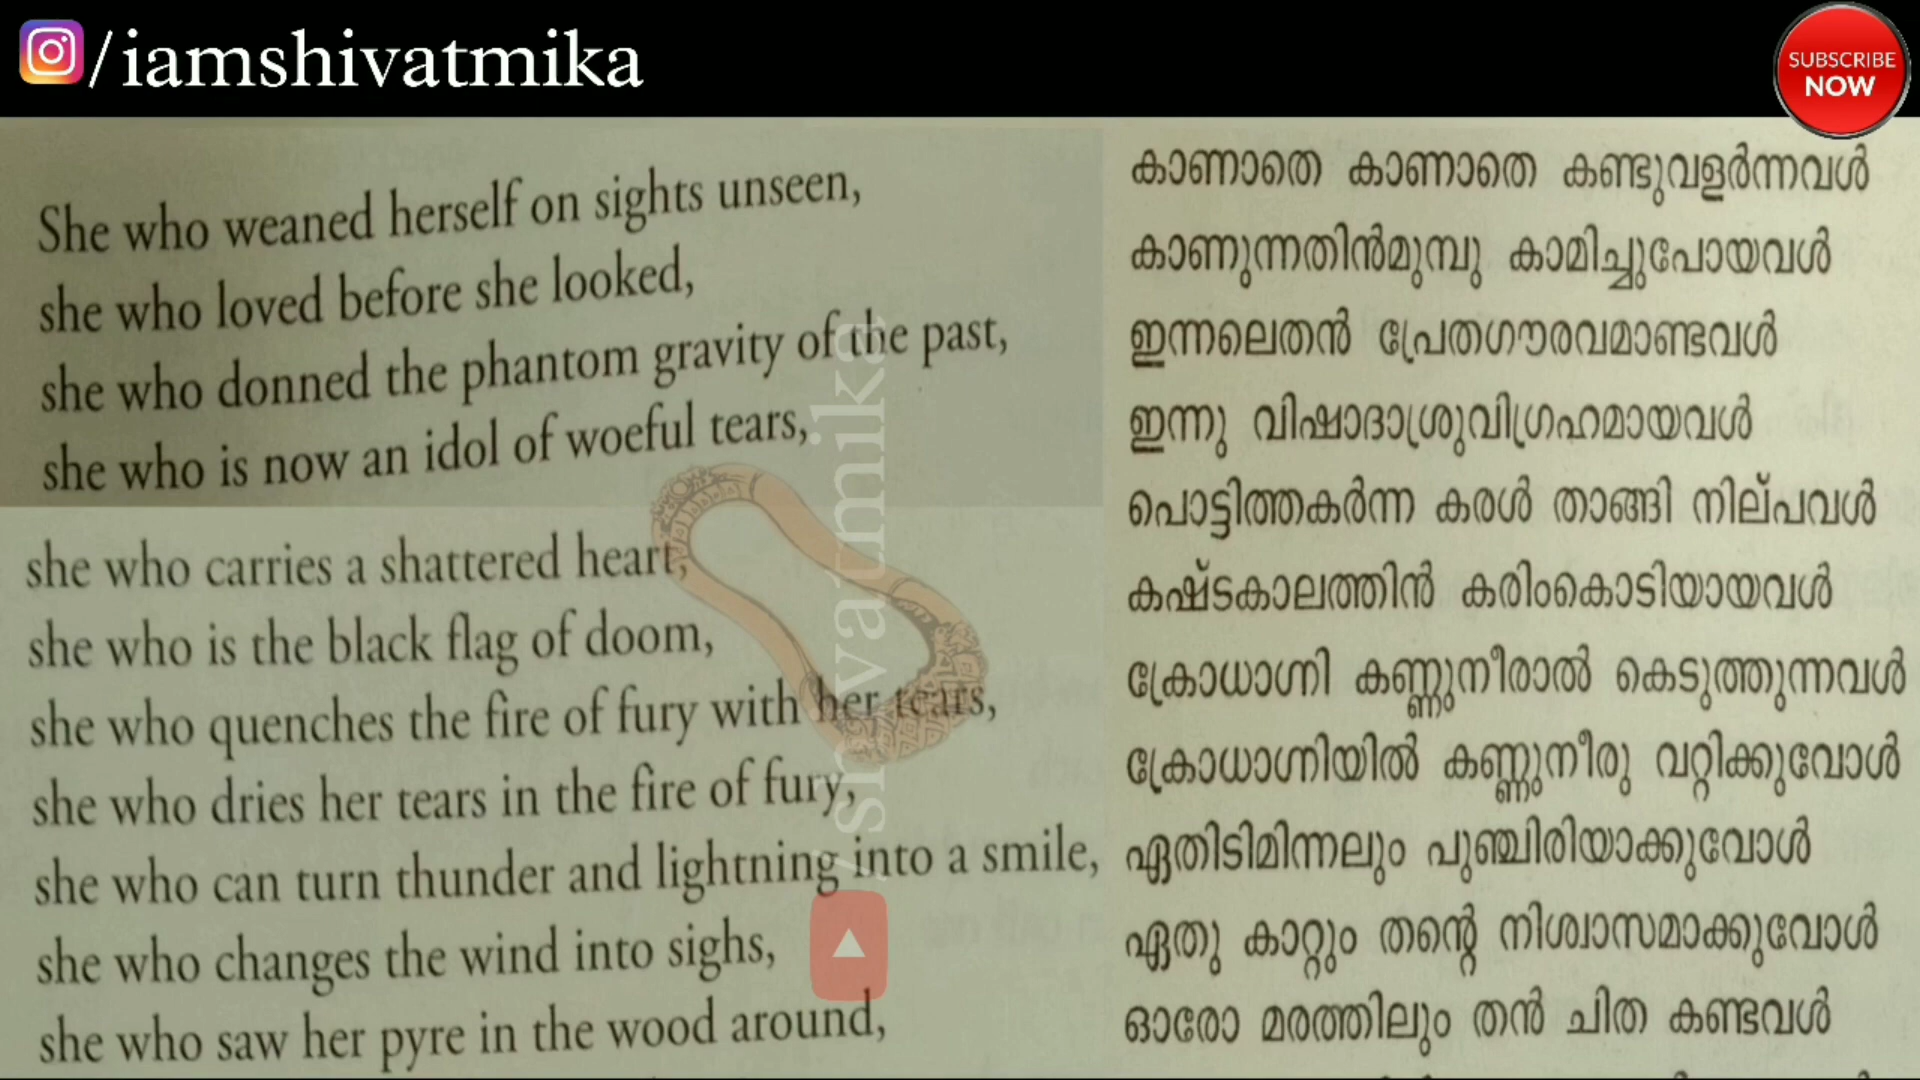 /iamshivatmika
SUBSCRIBE
NOW
She who weaned herself on sights unseen,
she who loved before she looked,
she who donned the phantom gravity of the past,
she who is now an idol of woeful tears,
she who carries a shattered heart,
she who is the black flag of doom,
she who quenches the fire of fury with her tears,
she who dries her tears in the fire of fury,
she who can turn thunder and lightning into a smile,
she who changes the wind into sighs,
she who saw her pyre in the wood around,
കാണാതെ കാണാതെ കണ്ടുവളർന്നവൾ
കാണുന്നതിൻമുമ്പു കാമിച്ചുപോയവൾ
ഇന്നലെതൻ പ്രേതഗൗരവമാണ്ടവൾ
ഇന്നു വിഷാദാശ്രുവിഗ്രഹമായവൾ
പൊട്ടിത്തകർന്ന കരൾ താങ്ങി നില്പവൾ
കഷ്ടകാലത്തിൻ കരിംകൊടിയായവൾ
ക്രോധാഗ്നി കണ്ണുനീരാൽ കെടുത്തുന്നവൾ
ക്രോധാഗ്നിയിൽ കണ്ണുനീരു വറ്റിക്കുവോൾ
ഏതിടിമിന്നലും പുഞ്ചിരിയാക്കുവോൾ
ഏതു കാറ്റും തന്റെ നിശ്വാസമാക്കുവോൾ
ഓരോ മരത്തിലും തൻ ചിത കണ്ടവൾ
/shivatmika